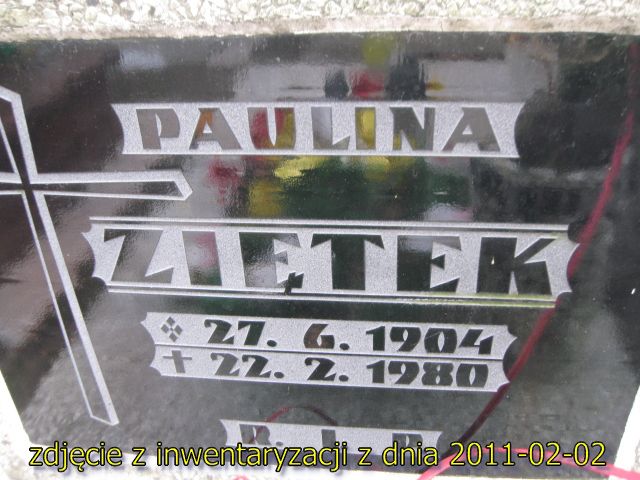 PAULINA
ZIĘTEK
❖ 27. 6. 1904
✝ 22. 2. 1980
R. I. P.
zdjęcie z inwentaryzacji z dnia 2011-02-02